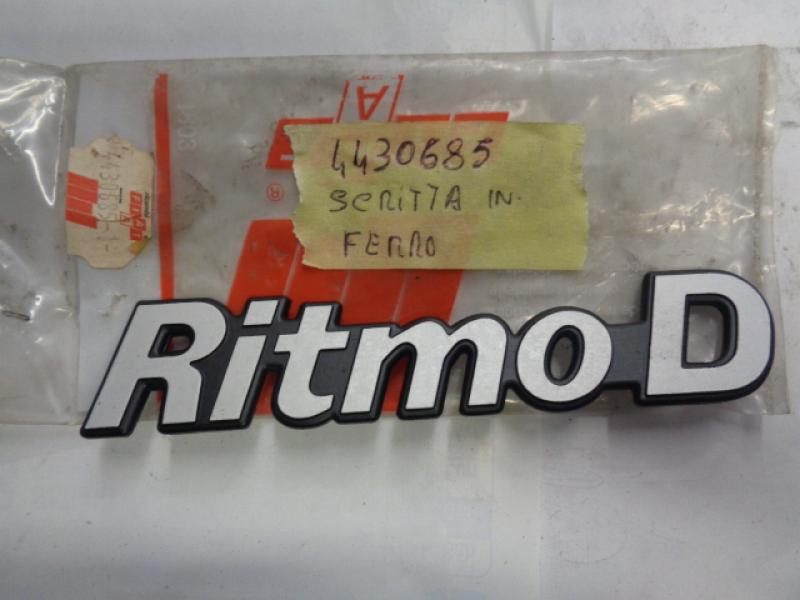 4430685
SCRITTA IN.
FERRO
Ritmo D
®